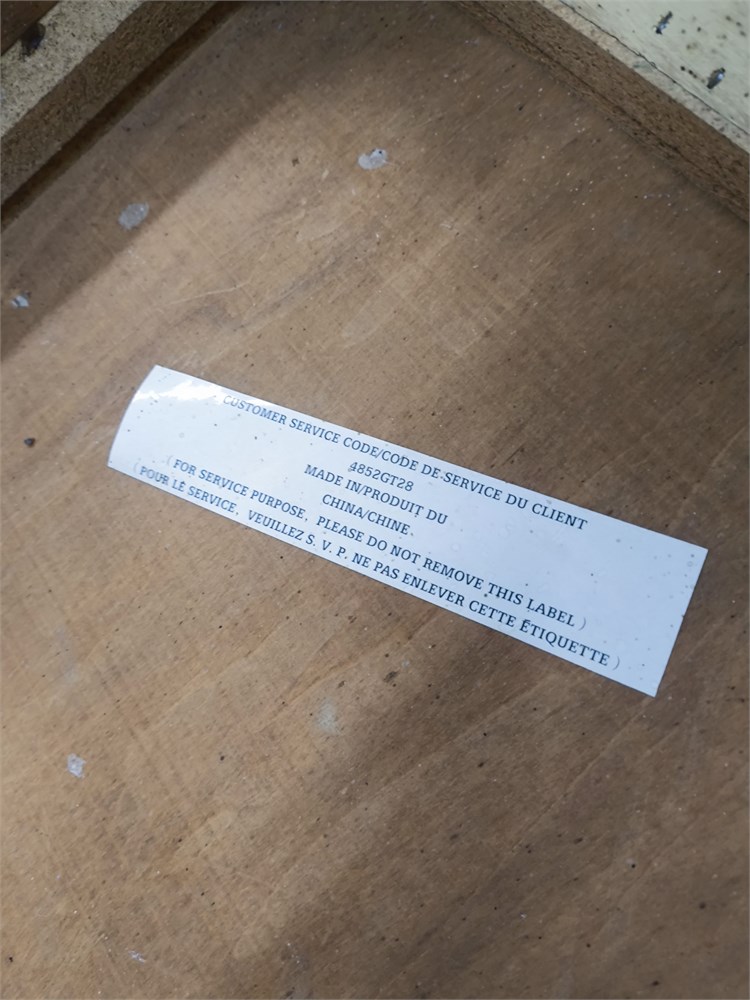 CUSTOMER SERVICE CODE/CODE DE SERVICE DU CLIENT
4852GT28
MADE IN/PRODUIT DU
CHINA/CHINE
(FOR SERVICE PURPOSE, PLEASE DO NOT REMOVE THIS LABEL)
(POUR LE SERVICE, VEUILLEZ S. V. P. NE PAS ENLEVER CETTE ÉTIQUETTE)